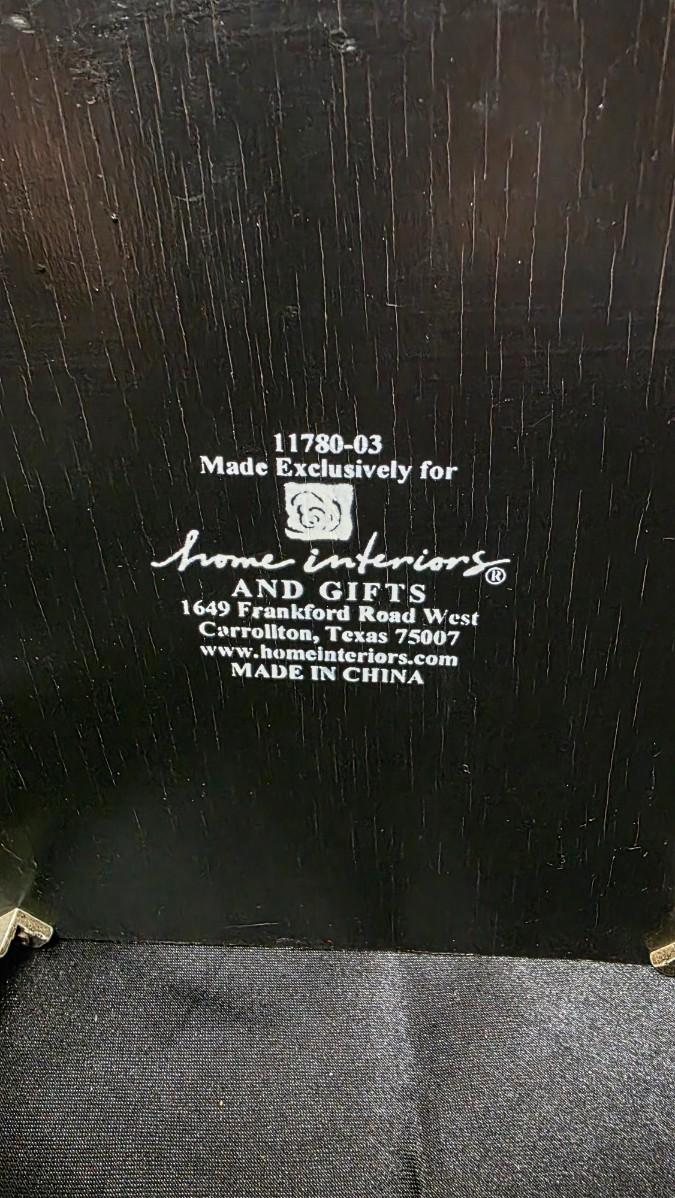 11780-03
Made Exclusively for
home interiors®
AND GIFTS
1649 Frankford Road West
Carrollton, Texas 75007
www.homeinteriors.com
MADE IN CHINA